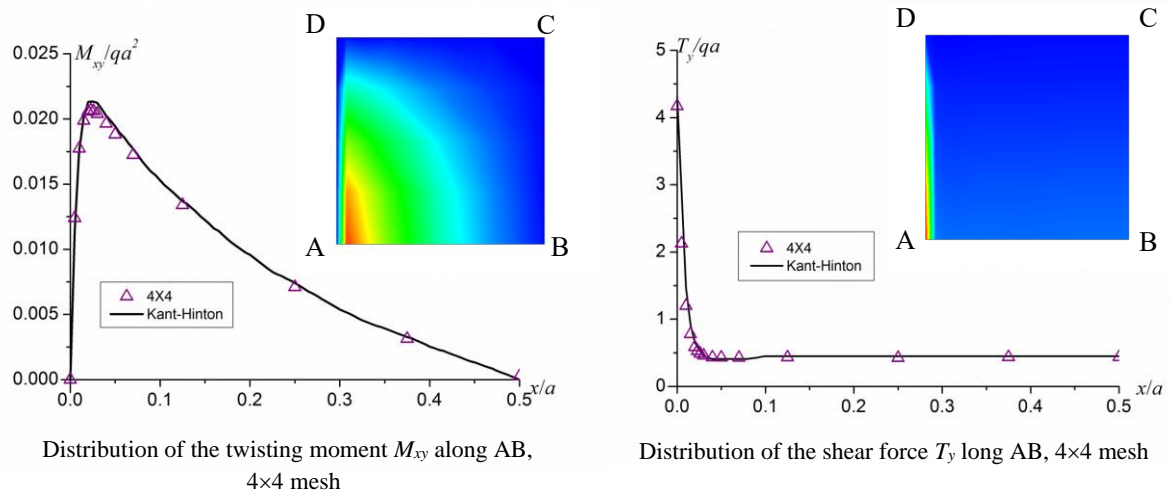 D
C
M_xy/qa²
0.025
0.020
0.015
0.010
0.005
0.000
A
B
4X4
Kant-Hinton
0.0
0.1
0.2
0.3
0.4
0.5
x/a
Distribution of the twisting moment M_xy along AB,
4×4 mesh
D
C
T_y/qa
5
4
3
2
1
0
A
B
4X4
Kant-Hinton
0.0
0.1
0.2
0.3
0.4
0.5
x/a
Distribution of the shear force T_y long AB, 4×4 mesh